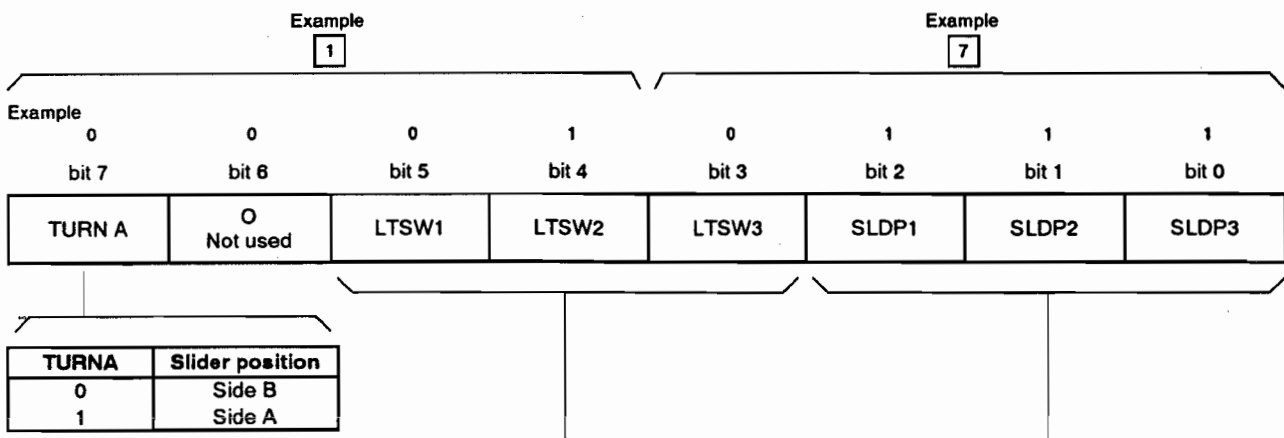 Example Example
1 7
Example
0 0 0 1 0 1 1 1
bit 7 bit 6 bit 5 bit 4 bit 3 bit 2 bit 1 bit 0
TURN A O Not used LTSW1 LTSW2 LTSW3 SLDP1 SLDP2 SLDP3
TURNA Slider position
0 Side B
1 Side A